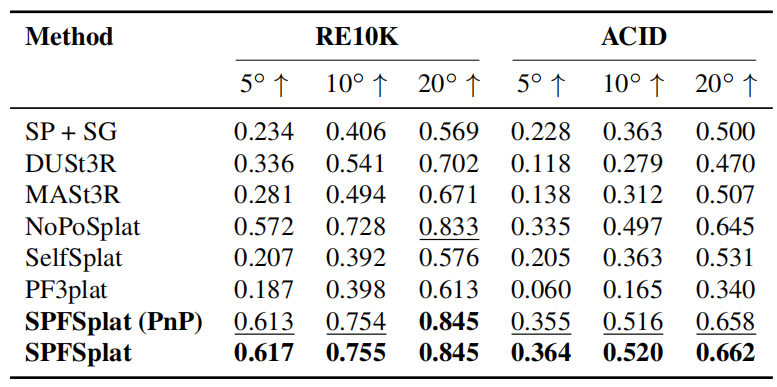 Method RE10K ACID
5° ↑ 10° ↑ 20° ↑ 5° ↑ 10° ↑ 20° ↑
SP + SG 0.234 0.406 0.569 0.228 0.363 0.500
DUSt3R 0.336 0.541 0.702 0.118 0.279 0.470
MASt3R 0.281 0.494 0.671 0.138 0.312 0.507
NoPoSplat 0.572 0.728 0.833 0.335 0.497 0.645
SelfSplat 0.207 0.392 0.576 0.205 0.363 0.531
PF3plat 0.187 0.398 0.613 0.060 0.165 0.340
SPFSplat (PnP) 0.613 0.754 0.845 0.355 0.516 0.658
SPFSplat 0.617 0.755 0.845 0.364 0.520 0.662